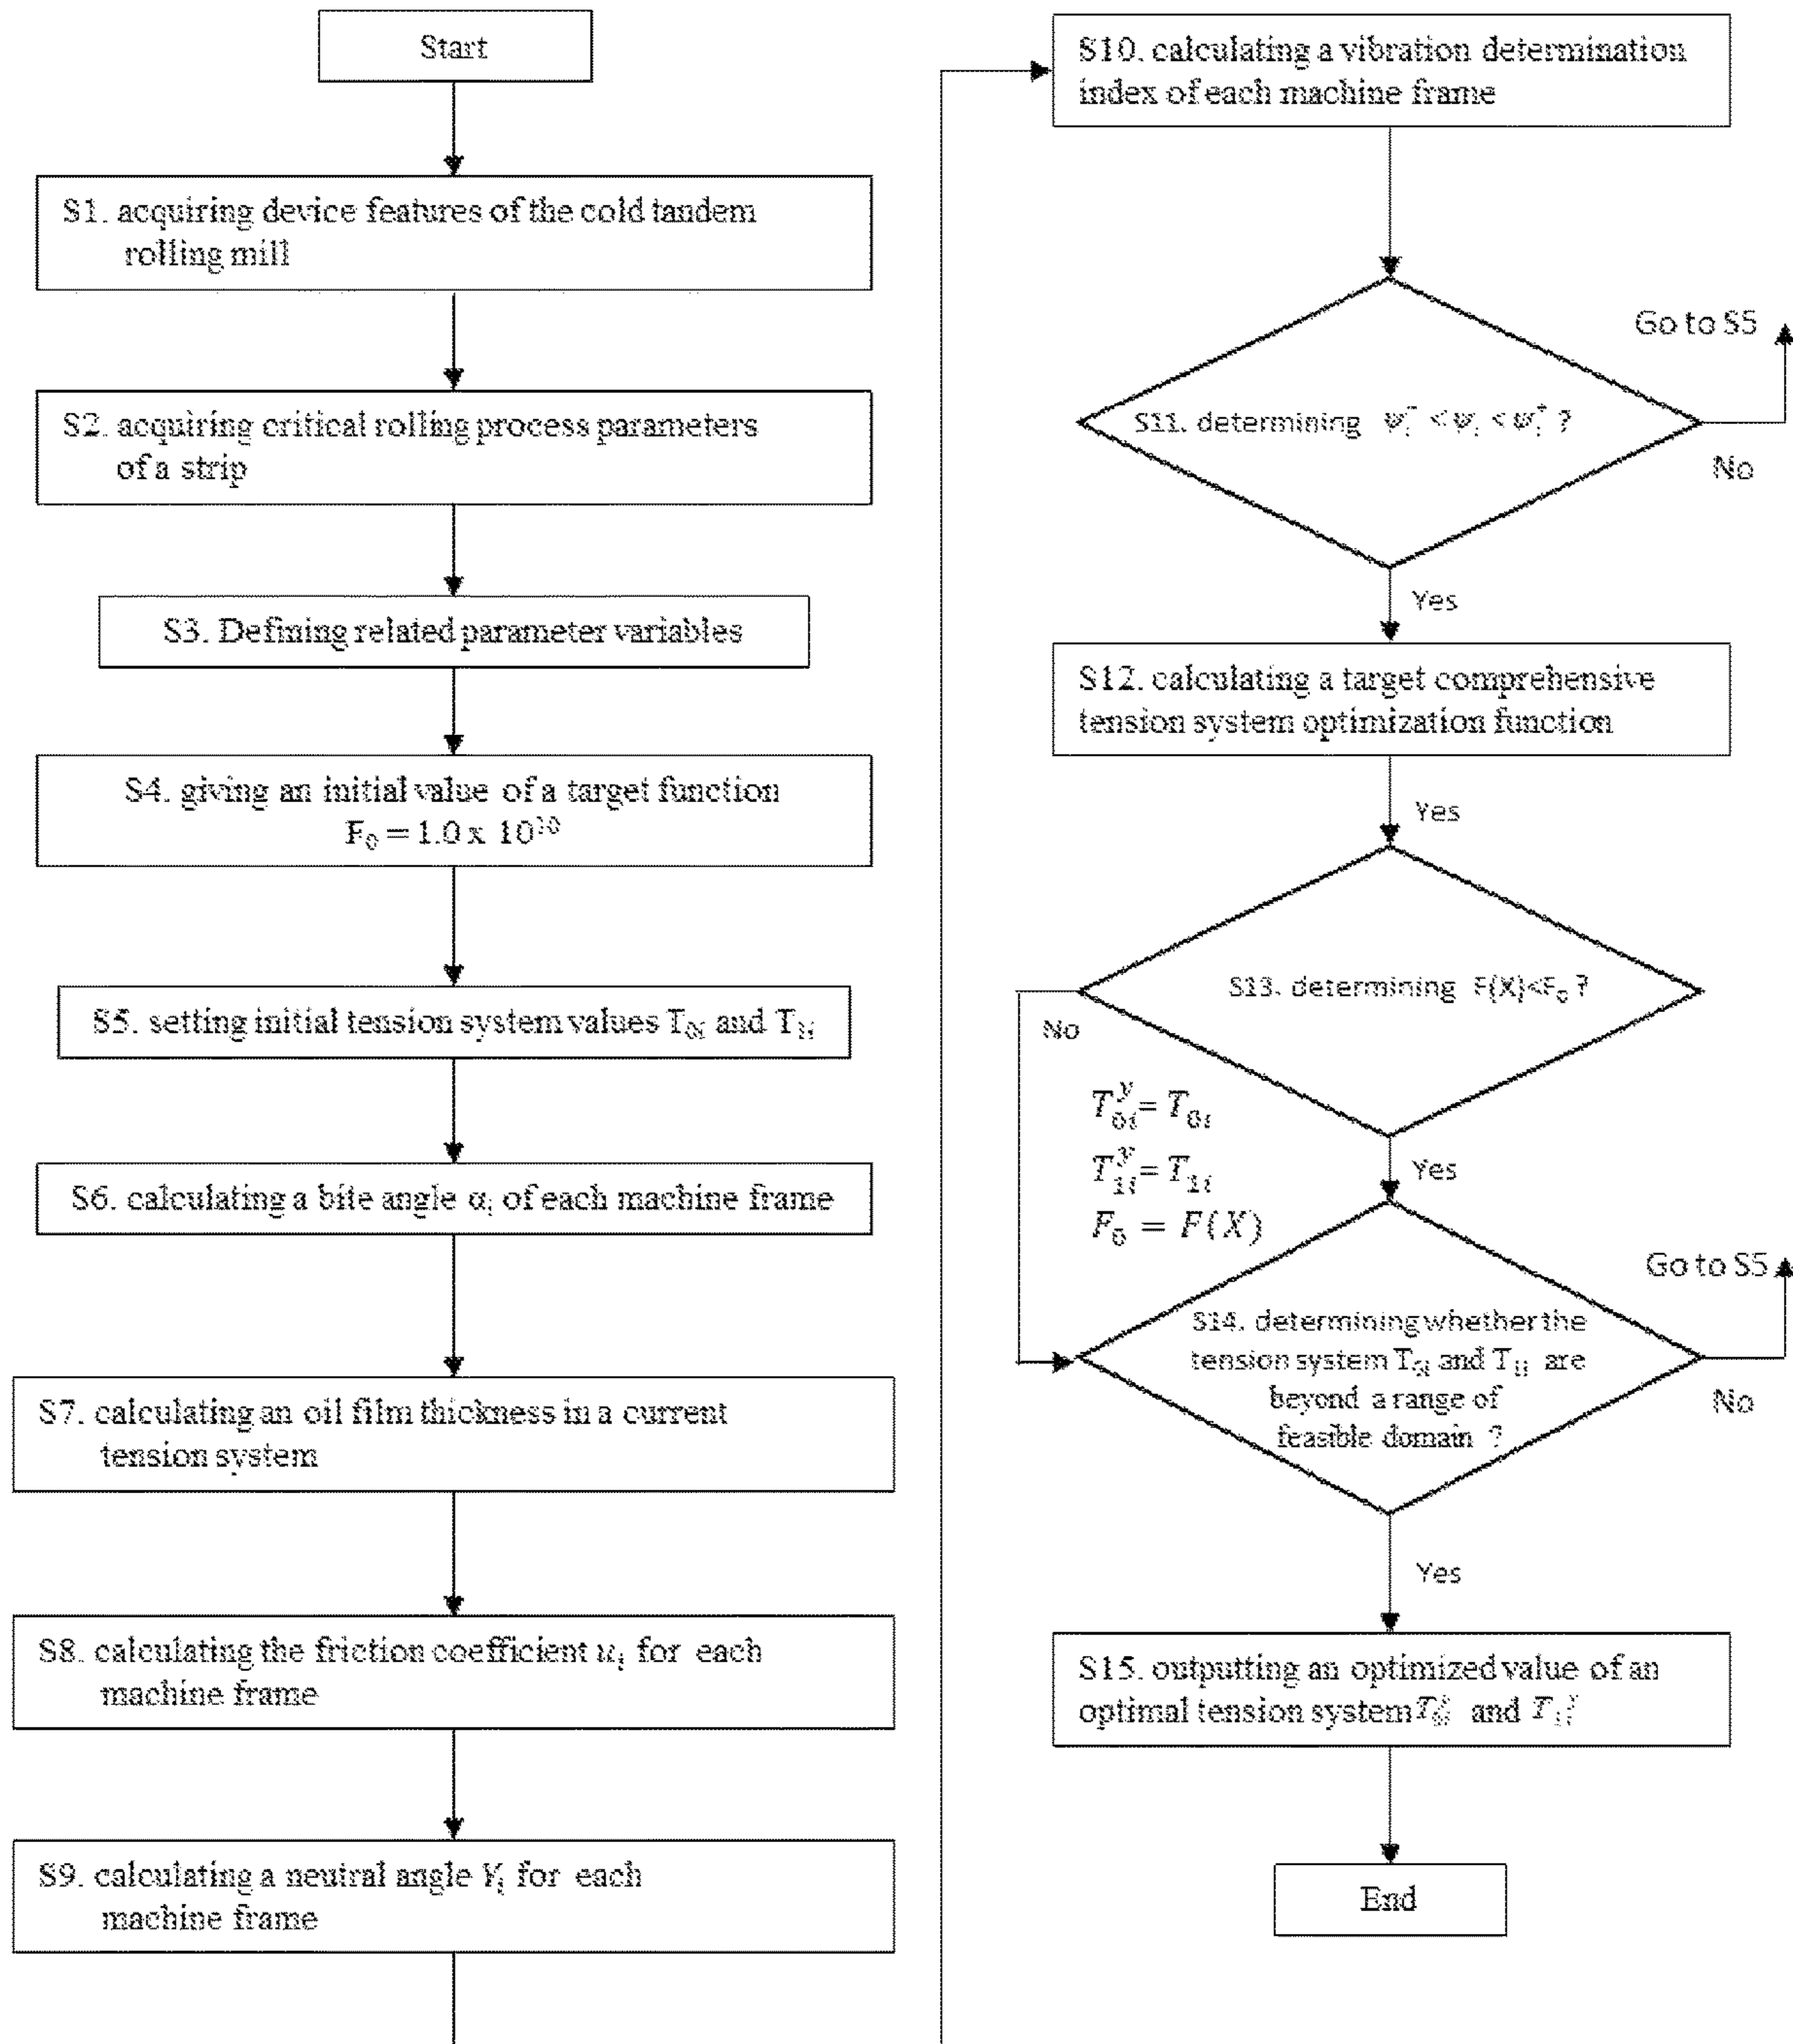 Start
S1. acquiring device features of the cold tandem
rolling mill
S2. acquiring critical rolling process parameters
of a strip
S3. Defining related parameter variables
S4. giving an initial value of a target function
F₀ = 1.0 x 10¹⁰
S5. setting initial tension system values T₀ᵢ and T₁ᵢ
S6. calculating a bite angle αᵢ of each machine frame
S7. calculating an oil film thickness in a current
tension system
S8. calculating the friction coefficient uᵢ for each
machine frame
S9. calculating a neutral angle Yᵢ for each
machine frame
S10. calculating a vibration determination
index of each machine frame
Go to S5
S11. determining ψᵢ⁻ < ψᵢ < ψᵢ⁺ ?
No
Yes
S12. calculating a target comprehensive
tension system optimization function
Yes
S13. determining F(X)<F₀ ?
No
T₀ᵢʸ = T₀ᵢ
T₁ᵢʸ = T₁ᵢ
F₀ = F(X)
Yes
Go to S5
S14. determining whether the
tension system T₀ᵢ and T₁ᵢ are
beyond a range of
feasible domain ?
No
Yes
S15. outputting an optimized value of an
optimal tension system T₀ᵢʸ and T₁ᵢʸ
End